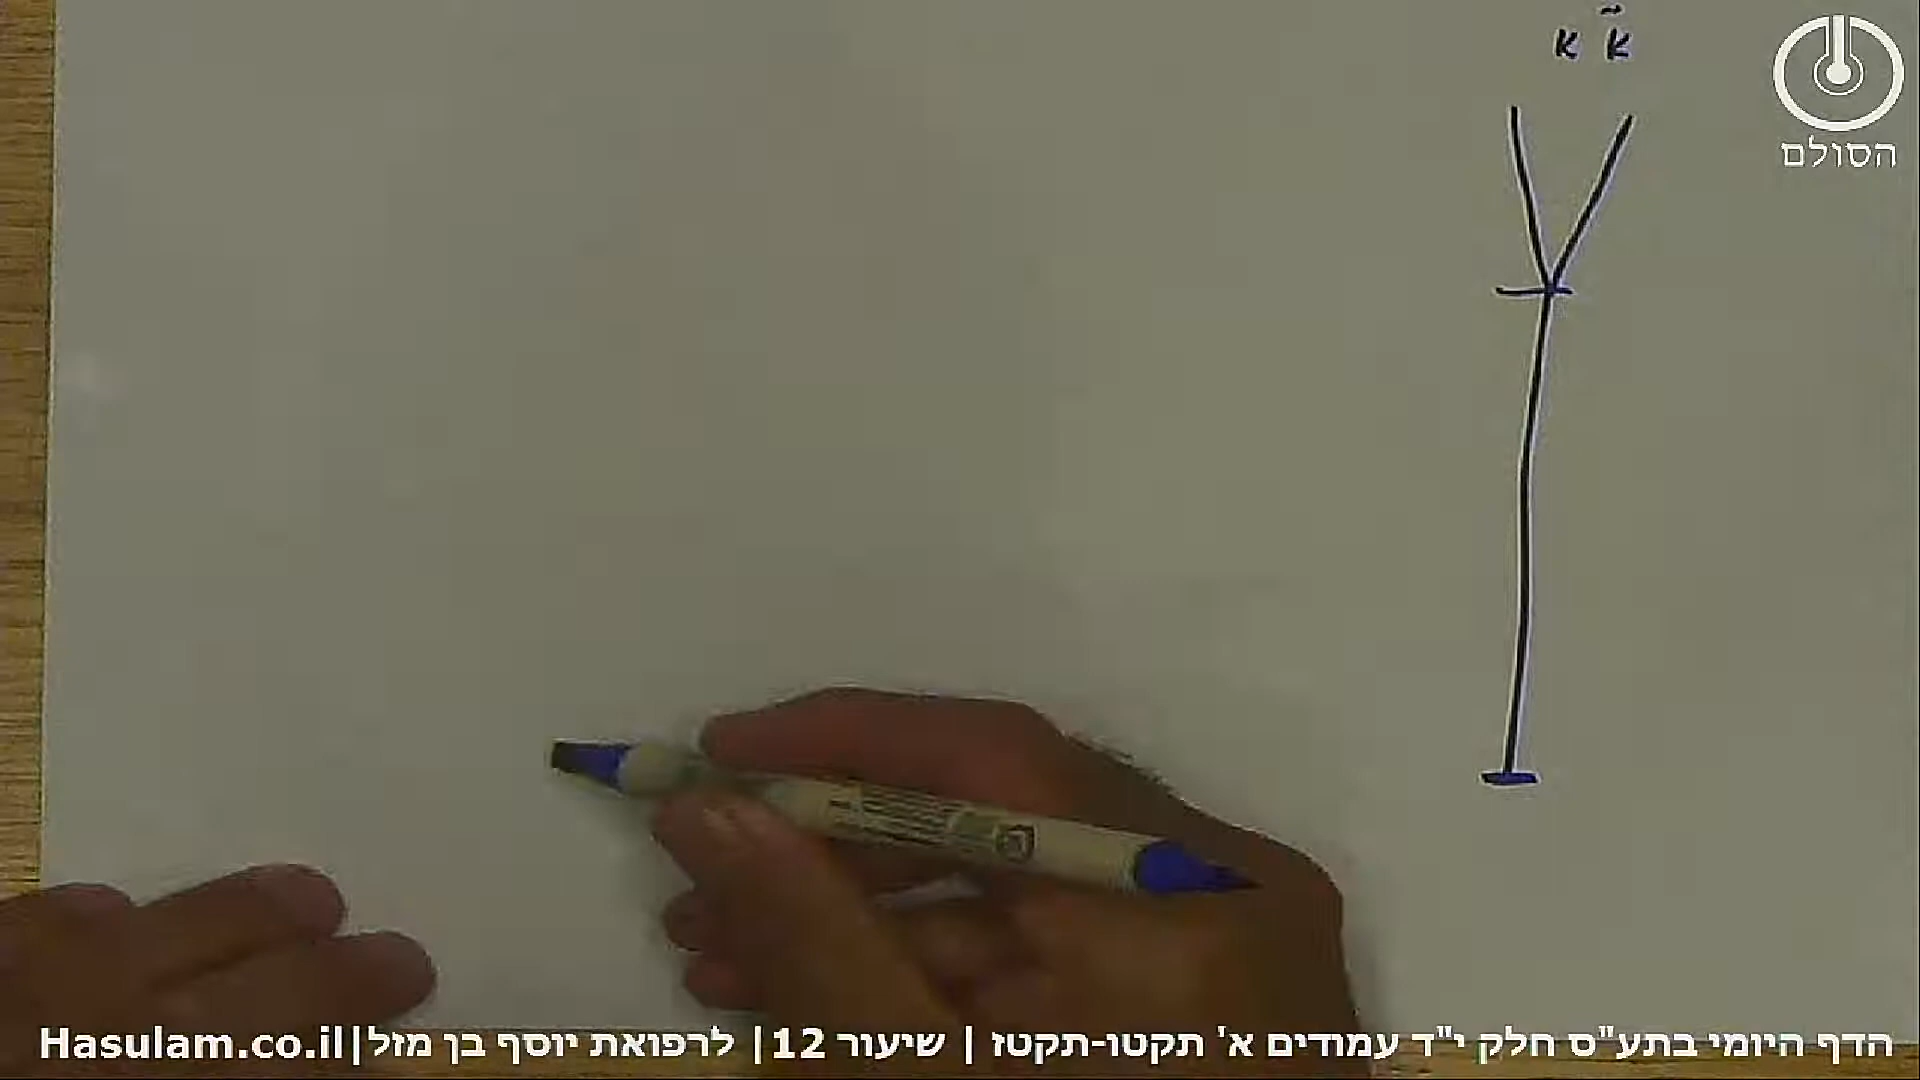 א א
הסולם
הדף היומי בתע"ס חלק י"ד עמודים א' תקטו-תקטז | שיעור 12 | לרפואת יוסף בן מזל|Hasulam.co.il